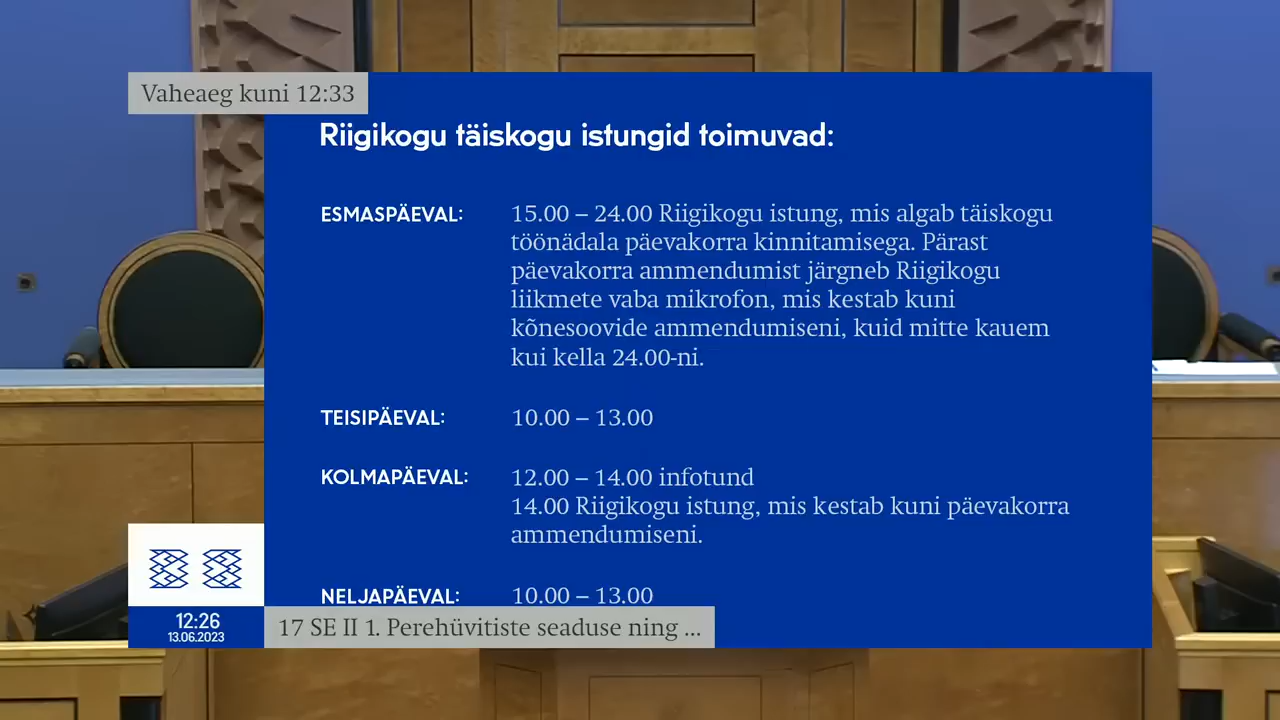 Vaheaeg kuni 12:33
Riigikogu täiskogu istungid toimuvad:
ESMASPÄEVAL:
15.00 – 24.00 Riigikogu istung, mis algab täiskogu
töönädala päevakorra kinnitamisega. Pärast
päevakorra ammendumist järgneb Riigikogu
liikmete vaba mikrofon, mis kestab kuni
kõnesoovide ammendumiseni, kuid mitte kauem
kui kella 24.00-ni.
TEISIPÄEVAL:
10.00 – 13.00
KOLMAPÄEVAL:
12.00 – 14.00 infotund
14.00 Riigikogu istung, mis kestab kuni päevakorra
ammendumiseni.
NELJAPÄEVAL:
10.00 – 13.00
12:26
13.06.2023
17 SE II 1. Perehüvitiste seaduse ning ...